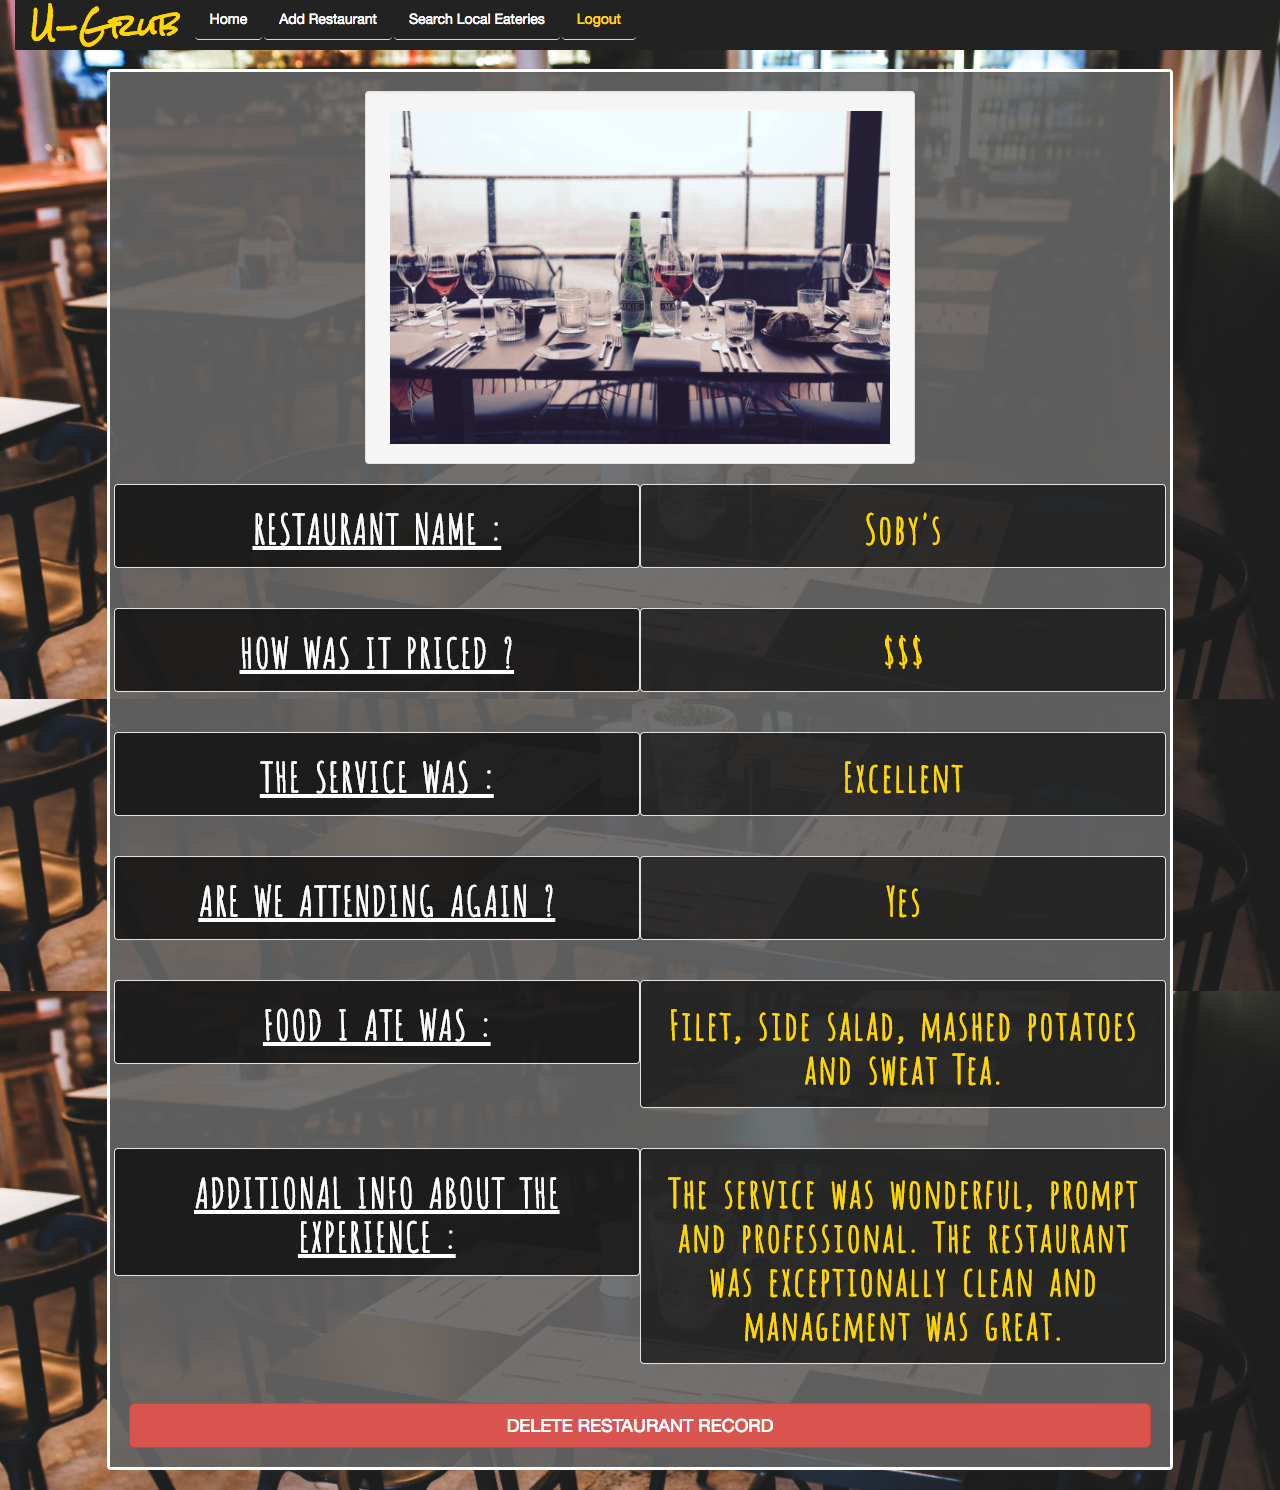 U-Grub
Home Add Restaurant Search Local Eateries Logout
RESTAURANT NAME :
Soby's
HOW WAS IT PRICED ?
$$$
THE SERVICE WAS :
Excellent
ARE WE ATTENDING AGAIN ?
Yes
FOOD I ATE WAS :
Filet, side salad, mashed potatoes
and sweat Tea.
ADDITIONAL INFO ABOUT THE
EXPERIENCE :
The service was wonderful, prompt
and professional. The restaurant
was exceptionally clean and
management was great.
DELETE RESTAURANT RECORD